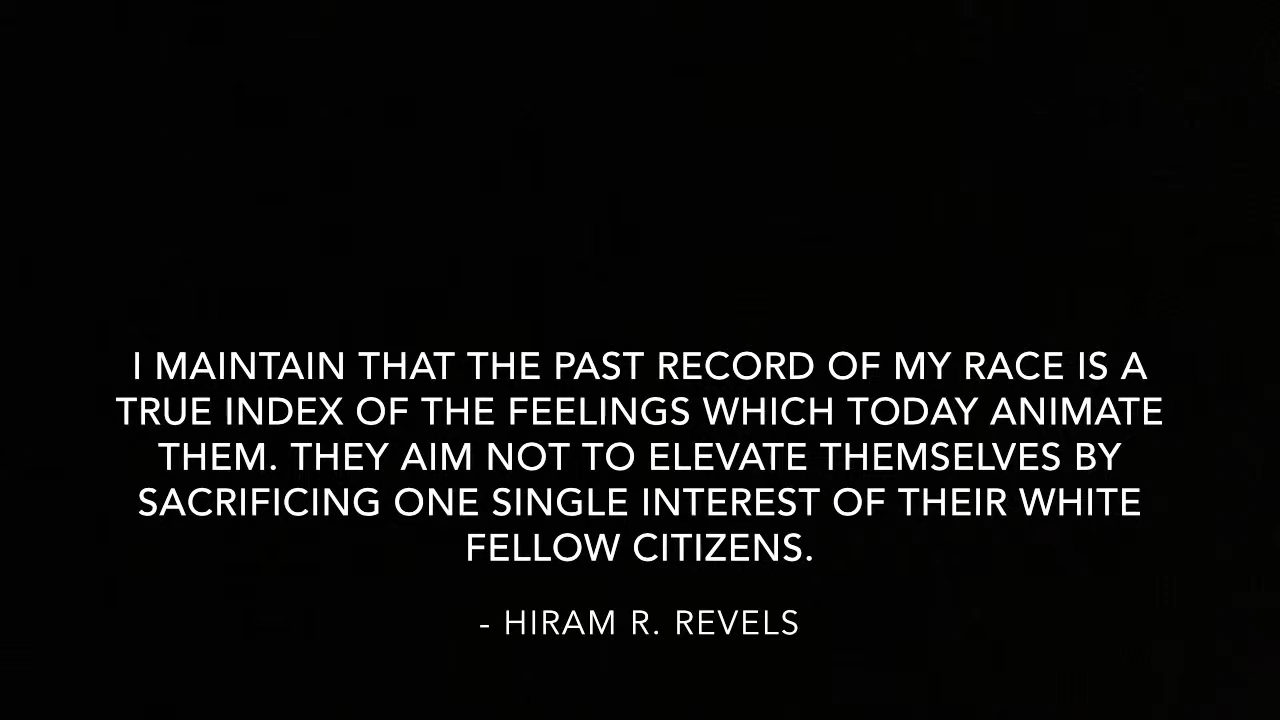 I MAINTAIN THAT THE PAST RECORD OF MY RACE IS A
TRUE INDEX OF THE FEELINGS WHICH TODAY ANIMATE
THEM. THEY AIM NOT TO ELEVATE THEMSELVES BY
SACRIFICING ONE SINGLE INTEREST OF THEIR WHITE
FELLOW CITIZENS.
- HIRAM R. REVELS